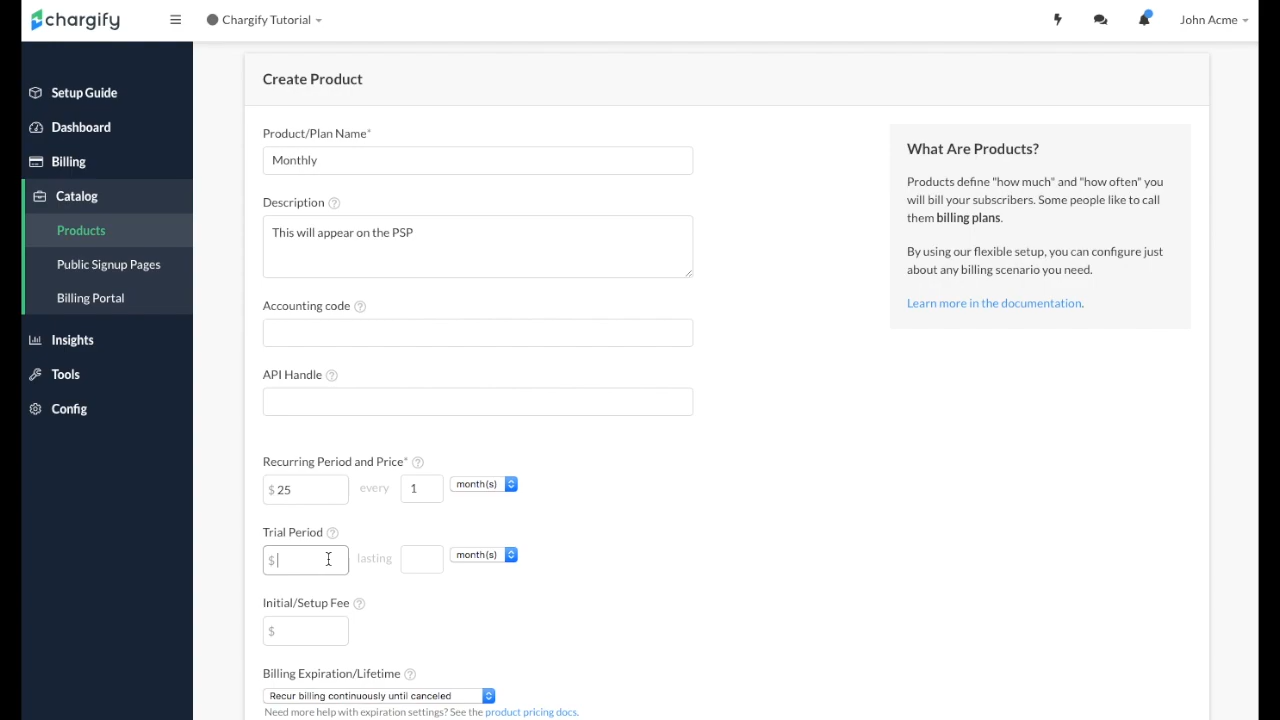 chargify
Chargify Tutorial
John Acme
Setup Guide
Dashboard
Billing
Catalog
Products
Public Signup Pages
Billing Portal
Insights
Tools
Config
Create Product
Product/Plan Name*
Monthly
Description ?
This will appear on the PSP
Accounting code ?
API Handle ?
Recurring Period and Price* ?
$ 25 every 1 month(s)
Trial Period ?
$ lasting month(s)
Initial/Setup Fee ?
$
Billing Expiration/Lifetime ?
Recur billing continuously until canceled
Need more help with expiration settings? See the product pricing docs.
What Are Products?
Products define "how much" and "how often" you
will bill your subscribers. Some people like to call
them billing plans.
By using our flexible setup, you can configure just
about any billing scenario you need.
Learn more in the documentation.